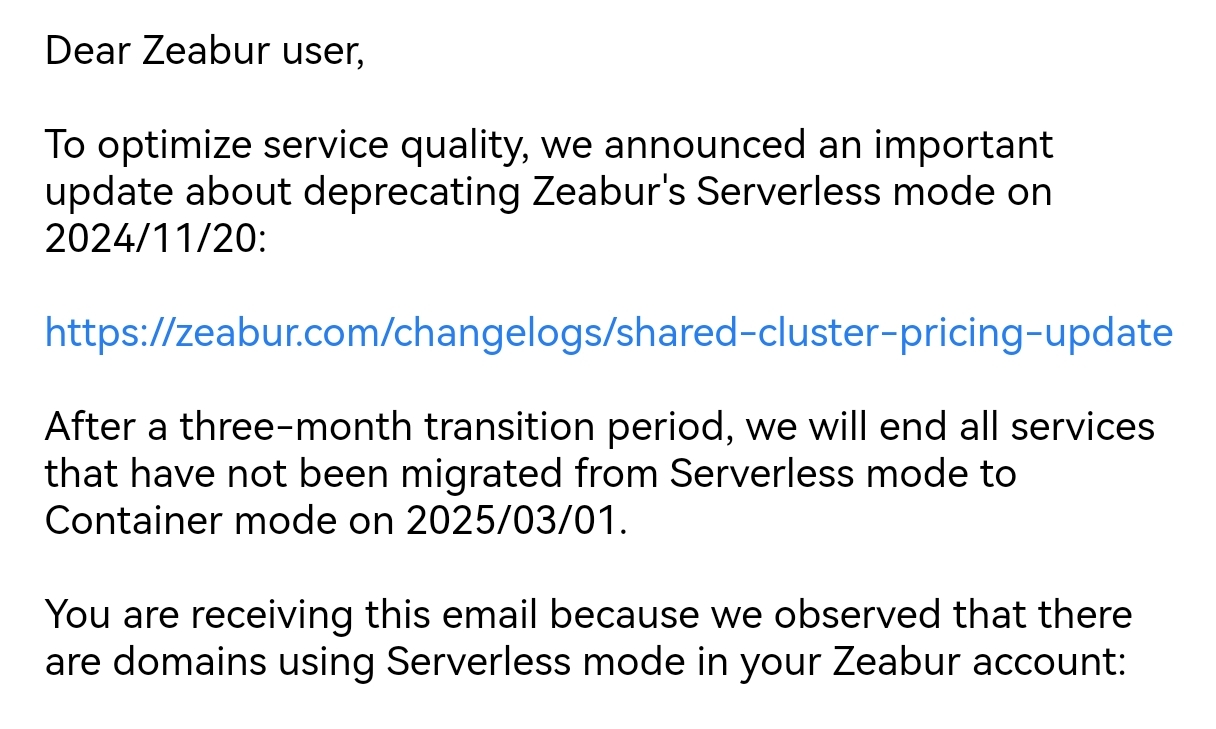 Dear Zeabur user,
To optimize service quality, we announced an important
update about deprecating Zeabur's Serverless mode on
2024/11/20:
https://zeabur.com/changelogs/shared-cluster-pricing-update
After a three-month transition period, we will end all services
that have not been migrated from Serverless mode to
Container mode on 2025/03/01.
You are receiving this email because we observed that there
are domains using Serverless mode in your Zeabur account: